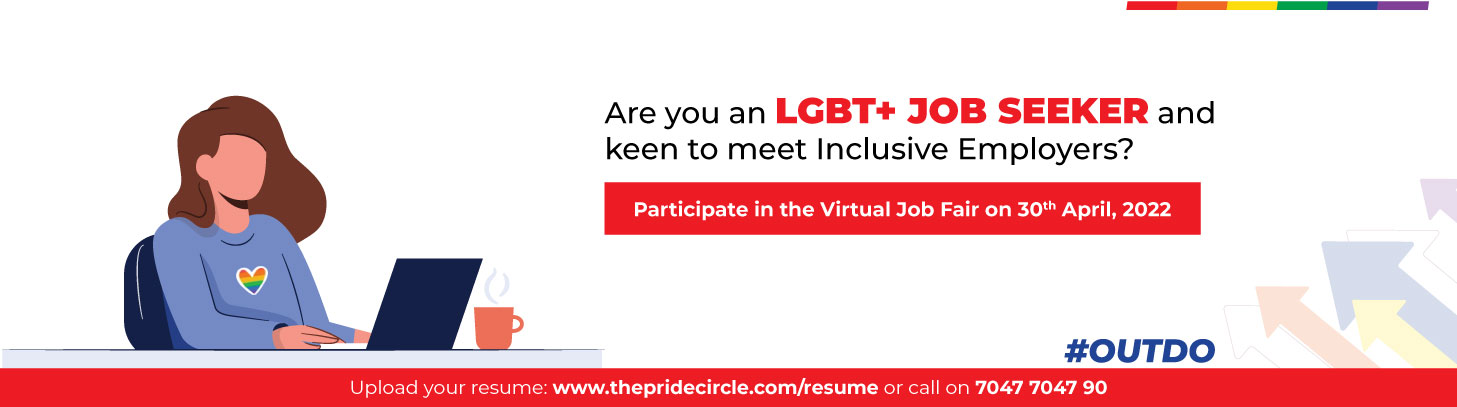 Are you an LGBT+ JOB SEEKER and
keen to meet Inclusive Employers?
Participate in the Virtual Job Fair on 30th April, 2022
#OUTDO
Upload your resume: www.thepridecircle.com/resume or call on 7047 7047 90